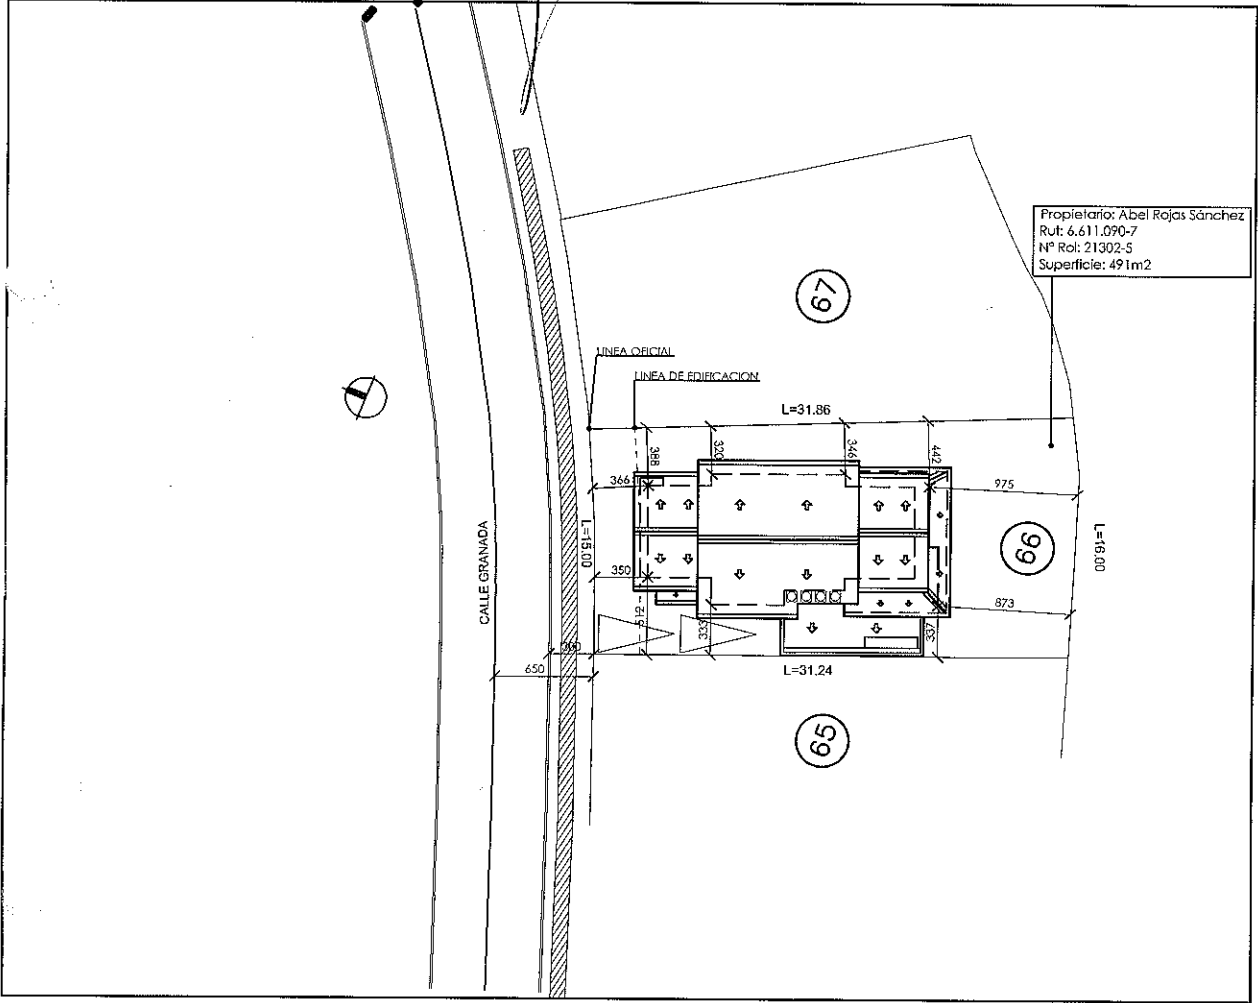 Propietario: Abel Rojas Sánchez
Rut: 6.611.090-7
N° Rol: 21302-5
Superficie: 491m2
67
LINEA OFICIAL
LINEA DE EDIFICACION
L=31.86
388
320
346
442
366
975
CALLE GRANADA
L=15.00
66
L=16.00
350
873
333
337
300
650
L=31.24
65